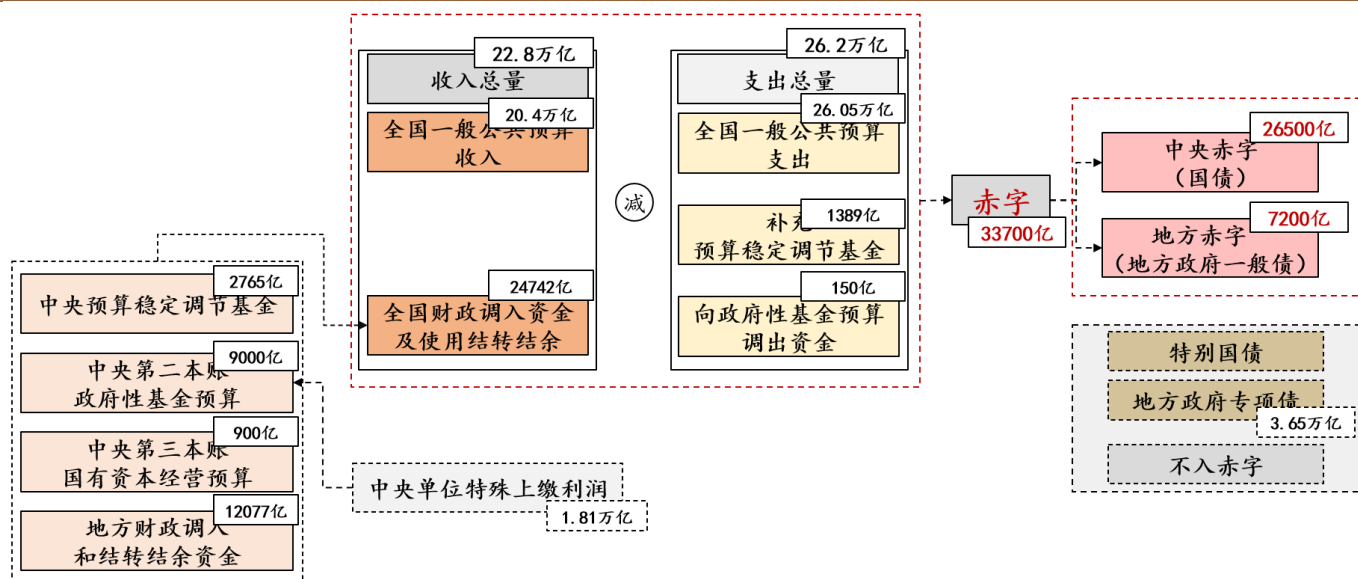 22.8万亿
收入总量
20.4万亿
全国一般公共预算
收入
24742亿
全国财政调入资金
及使用结转结余
减
26.2万亿
支出总量
26.05万亿
全国一般公共预算
支出
1389亿
补充
预算稳定调节基金
150亿
向政府性基金预算
调出资金
赤字
33700亿
26500亿
中央赤字
（国债）
7200亿
地方赤字
（地方政府一般债）
特别国债
地方政府专项债
3.65万亿
不入赤字
2765亿
中央预算稳定调节基金
9000亿
中央第二本账
政府性基金预算
900亿
中央第三本账
国有资本经营预算
12077亿
地方财政调入
和结转结余资金
中央单位特殊上缴利润
1.81万亿